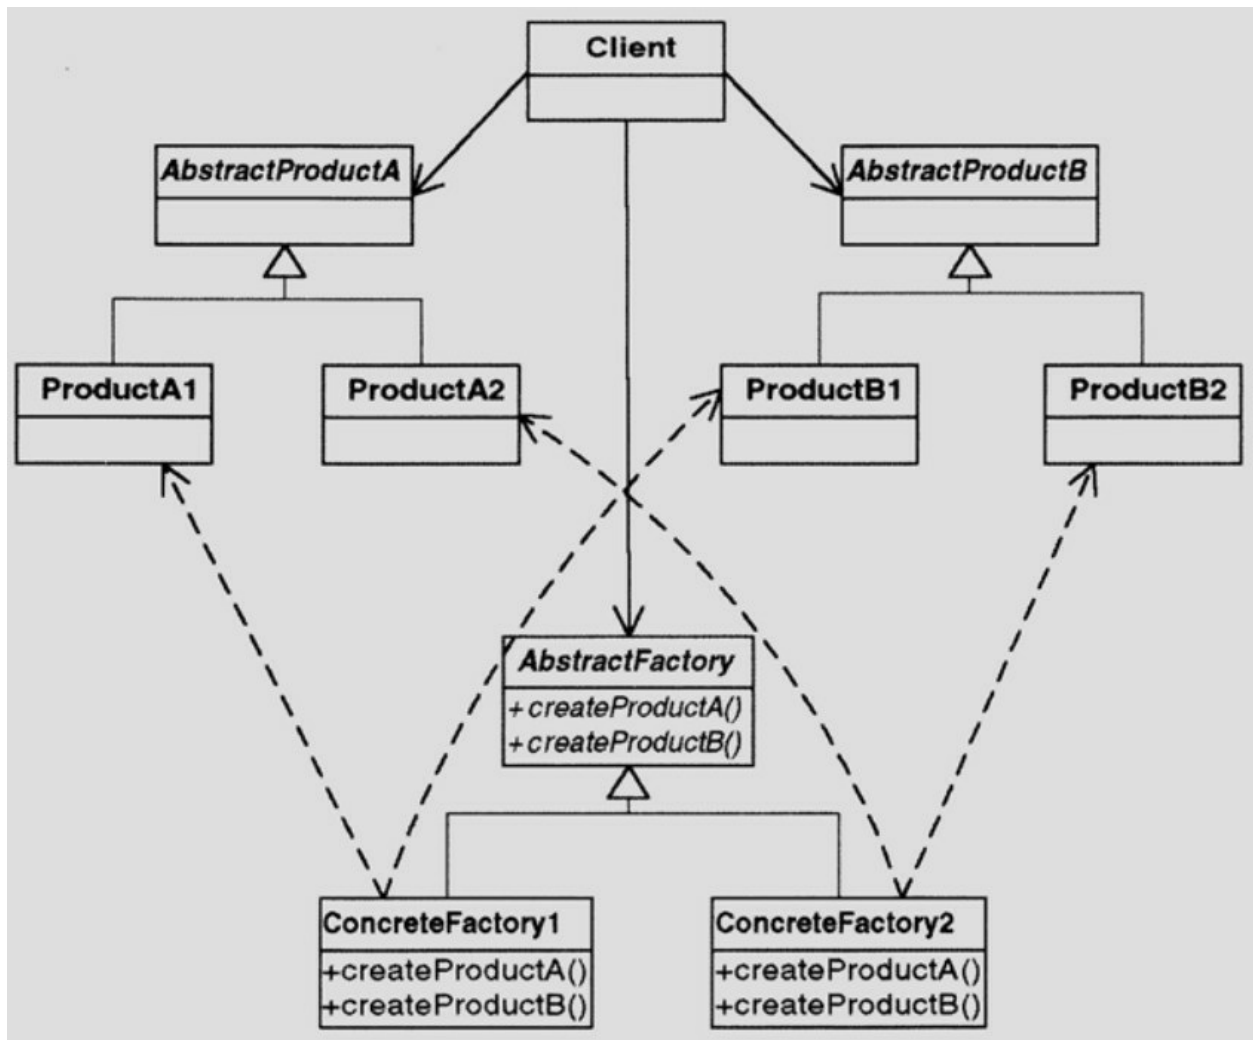 Client
AbstractProductA
AbstractProductB
ProductA1
ProductA2
ProductB1
ProductB2
AbstractFactory
+createProductA()
+createProductB()
ConcreteFactory1
+createProductA()
+createProductB()
ConcreteFactory2
+createProductA()
+createProductB()